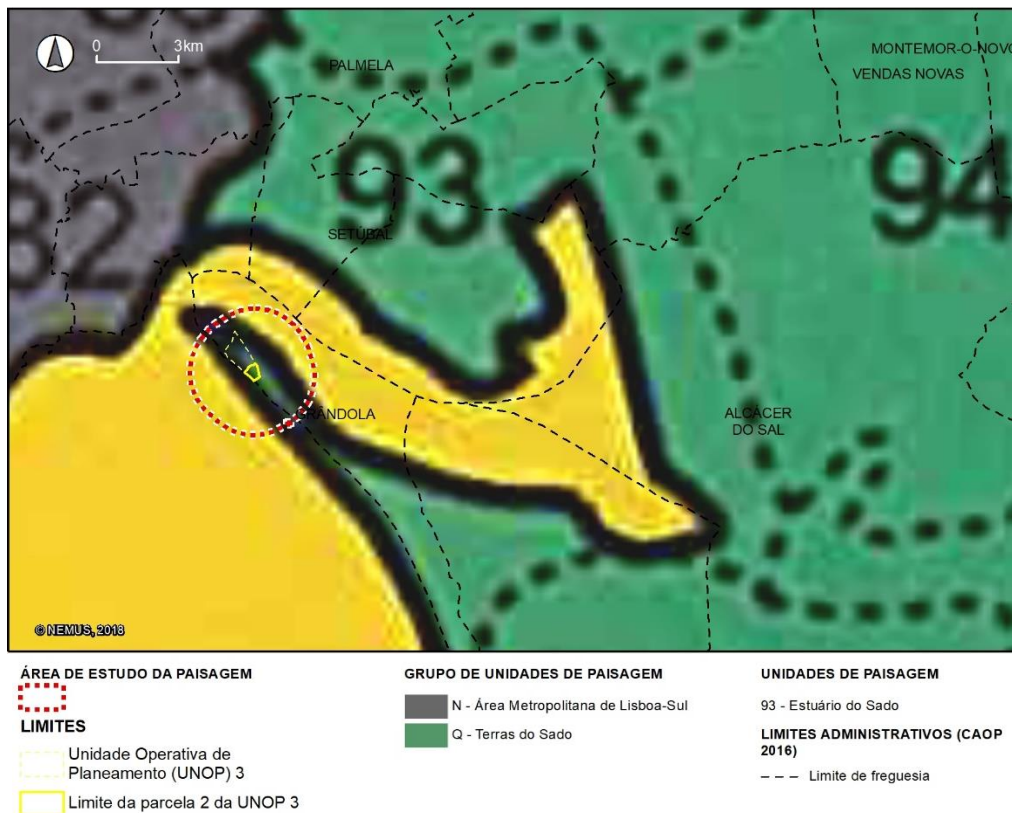 0 3km
PALMELA
MONTEMOR-O-NOVO
VENDAS NOVAS
93
94
82
SETÚBAL
GRÂNDOLA
ALCÁCER
DO SAL
© NEMUS, 2018
ÁREA DE ESTUDO DA PAISAGEM
LIMITES
Unidade Operativa de
Planeamento (UNOP) 3
Limite da parcela 2 da UNOP 3
GRUPO DE UNIDADES DE PAISAGEM
N - Área Metropolitana de Lisboa-Sul
Q - Terras do Sado
UNIDADES DE PAISAGEM
93 - Estuário do Sado
LIMITES ADMINISTRATIVOS (CAOP
2016)
Limite de freguesia